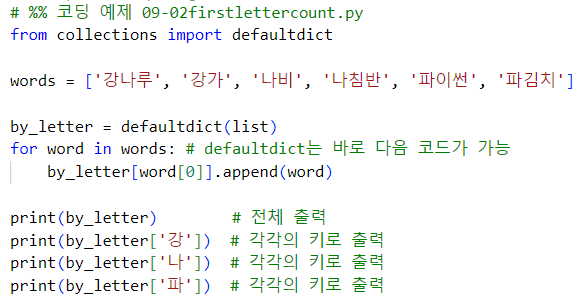 # %% 코딩 예제 09-02firstlettercount.py
from collections import defaultdict
words = ['강나루', '강가', '나비', '나침반', '파이썬', '파김치']
by_letter = defaultdict(list)
for word in words: # defaultdict는 바로 다음 코드가 가능
    by_letter[word[0]].append(word)
print(by_letter)        # 전체 출력
print(by_letter['강'])  # 각각의 키로 출력
print(by_letter['나'])  # 각각의 키로 출력
print(by_letter['파'])  # 각각의 키로 출력